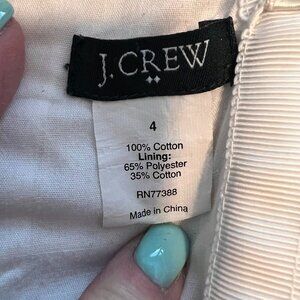 J.CREW
4
100% Cotton
Lining:
65% Polyester
35% Cotton
RN77388
Made in China